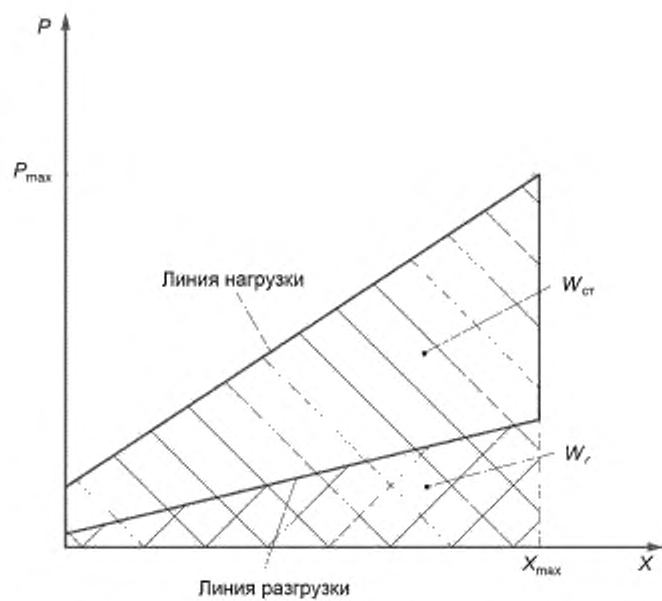 P
Pmax
Линия нагрузки
Wст
Wr
Xmax
X
Линия разгрузки